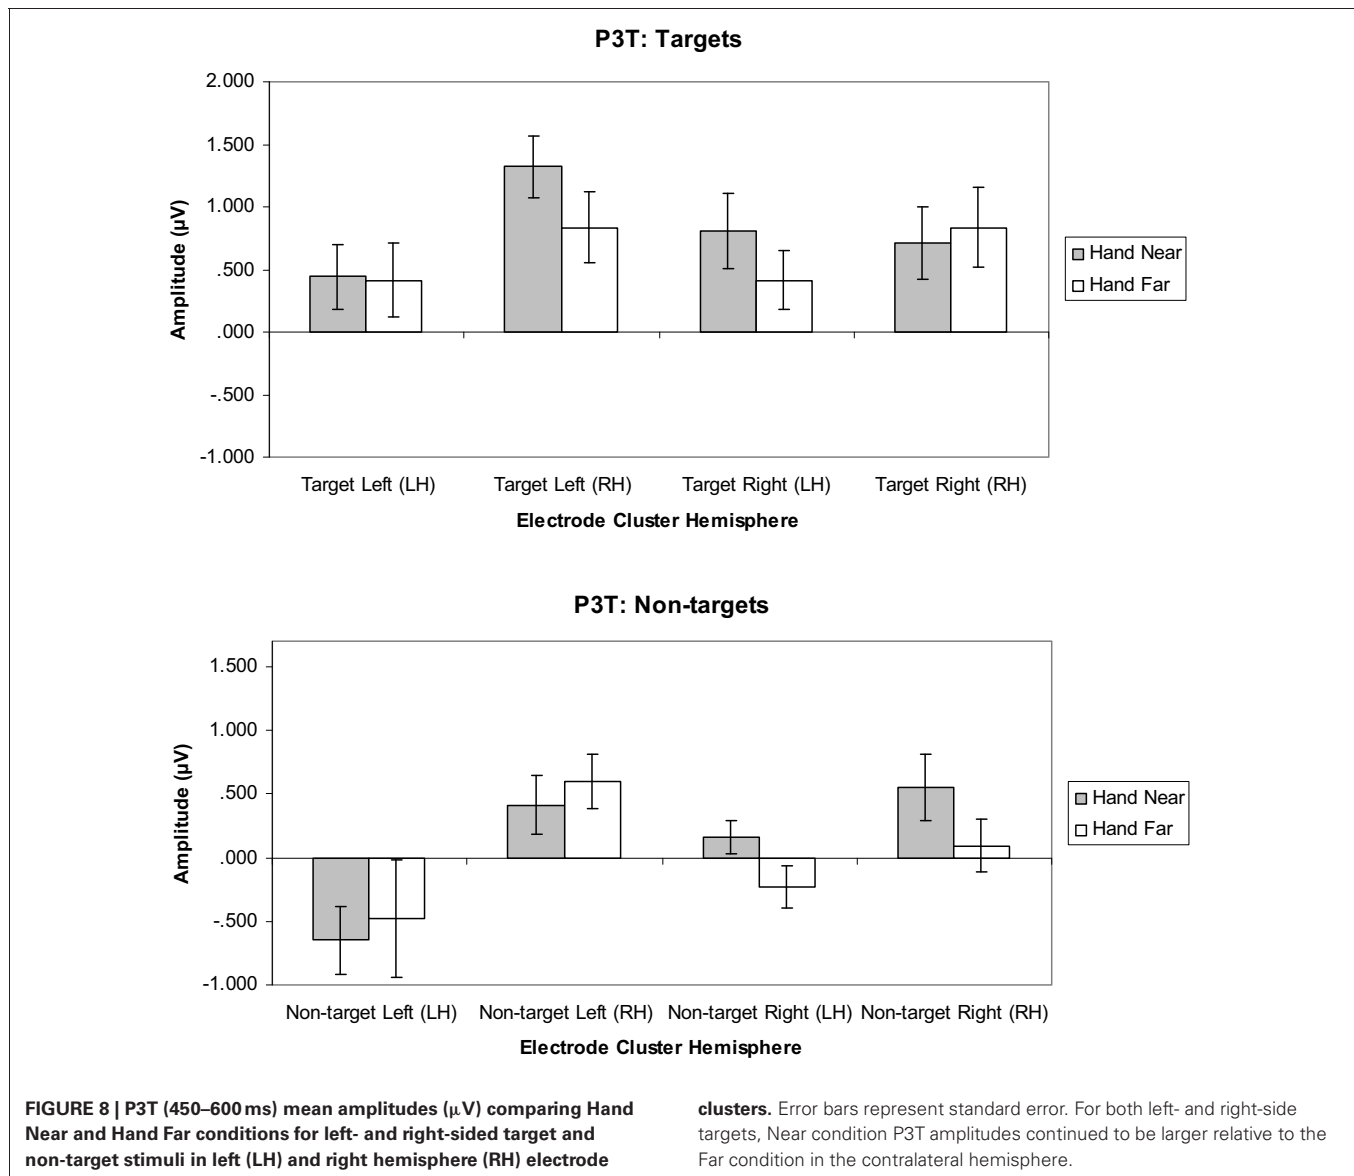 P3T: Targets
2.000
1.500
1.000
.500
.000
-.500
-1.000
Amplitude (µV)
Target Left (LH) Target Left (RH) Target Right (LH) Target Right (RH)
Electrode Cluster Hemisphere
Hand Near
Hand Far
P3T: Non-targets
1.500
1.000
.500
.000
-.500
-1.000
Amplitude (µV)
Non-target Left (LH) Non-target Left (RH) Non-target Right (LH) Non-target Right (RH)
Electrode Cluster Hemisphere
Hand Near
Hand Far
FIGURE 8 | P3T (450–600 ms) mean amplitudes (µV) comparing Hand
Near and Hand Far conditions for left- and right-sided target and
non-target stimuli in left (LH) and right hemisphere (RH) electrode
clusters. Error bars represent standard error. For both left- and right-side
targets, Near condition P3T amplitudes continued to be larger relative to the
Far condition in the contralateral hemisphere.